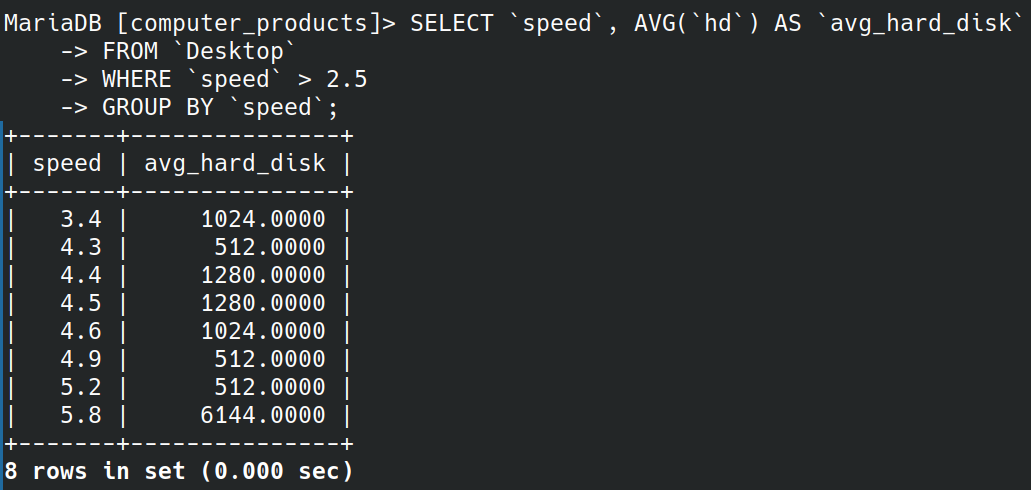 MariaDB [computer_products]> SELECT `speed`, AVG(`hd`) AS `avg_hard_disk`
    -> FROM `Desktop`
    -> WHERE `speed` > 2.5
    -> GROUP BY `speed`;
+-------+---------------+
| speed | avg_hard_disk |
+-------+---------------+
|   3.4 |     1024.0000 |
|   4.3 |      512.0000 |
|   4.4 |     1280.0000 |
|   4.5 |     1280.0000 |
|   4.6 |     1024.0000 |
|   4.9 |      512.0000 |
|   5.2 |      512.0000 |
|   5.8 |     6144.0000 |
+-------+---------------+
8 rows in set (0.000 sec)